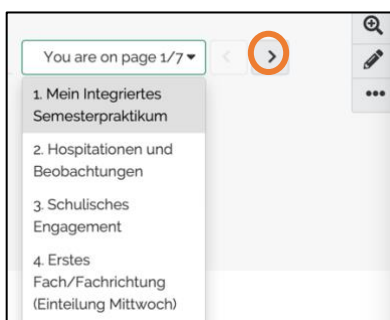 You are on page 1/7
1. Mein Integriertes
Semesterpraktikum
2. Hospitationen und
Beobachtungen
3. Schulisches
Engagement
4. Erstes
Fach/Fachrichtung
(Einteilung Mittwoch)